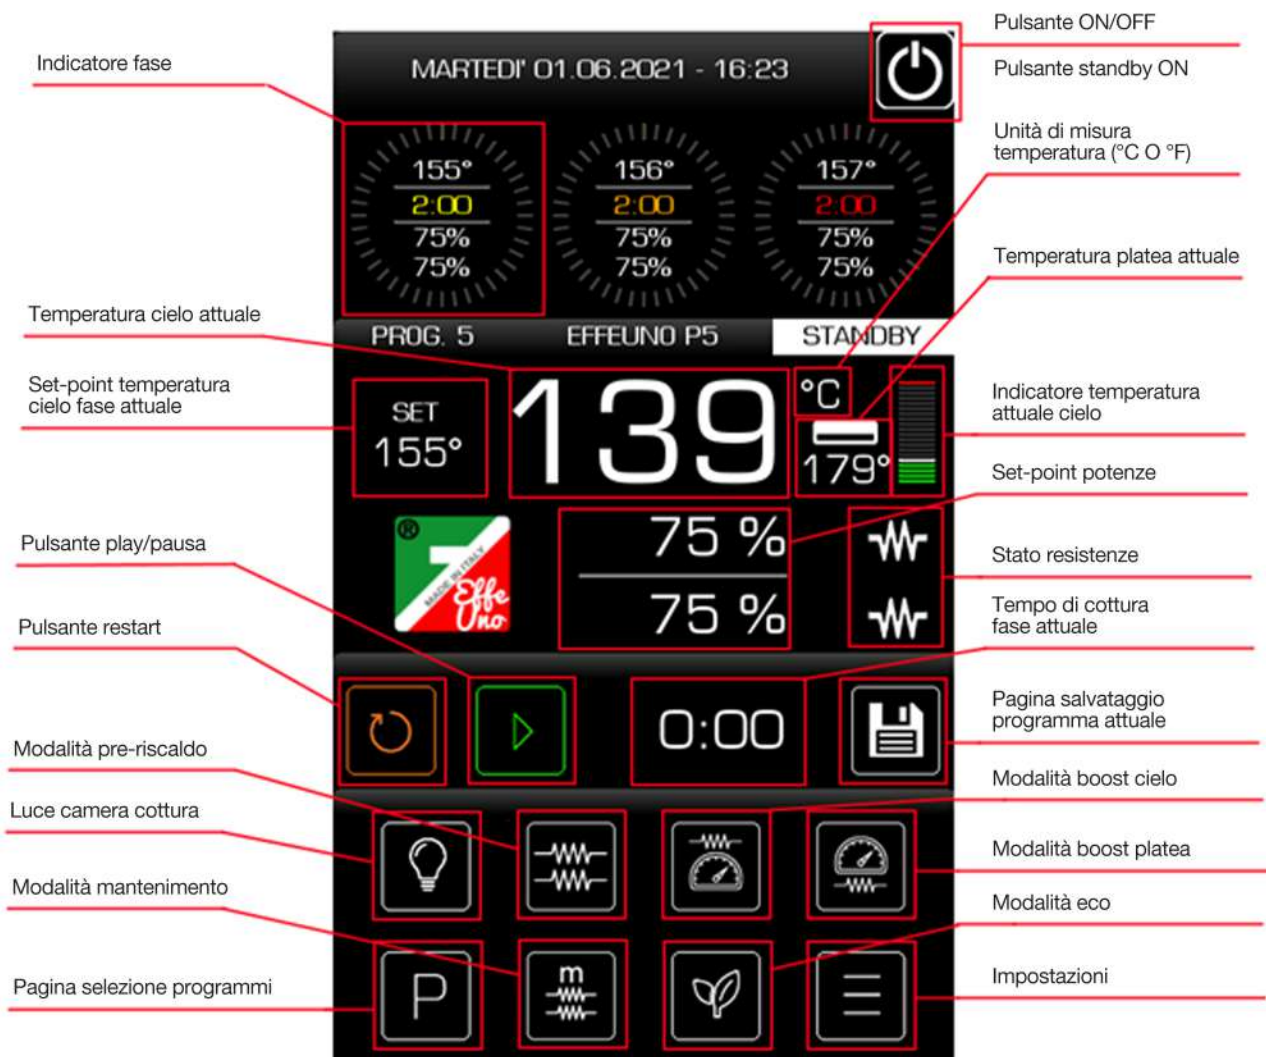 Pulsante ON/OFF
Pulsante standby ON
Indicatore fase
MARTEDI' 01.06.2021 - 16:23
Unità di misura
temperatura (°C O °F)
155°
2:00
75%
75%
156°
2:00
75%
75%
157°
2:00
75%
75%
Temperatura platea attuale
Temperatura cielo attuale
PROG. 5
EFFEUNO P5
STANDBY
Set-point temperatura
cielo fase attuale
SET
155°
139
°C
179°
Indicatore temperatura
attuale cielo
Set-point potenze
75 %
75 %
®
MADE IN ITALY
Effe
Uno
Stato resistenze
Pulsante play/pausa
Tempo di cottura
fase attuale
Pulsante restart
0:00
Pagina salvataggio
programma attuale
Modalità pre-riscaldo
Modalità boost cielo
Luce camera cottura
Modalità boost platea
Modalità mantenimento
Modalità eco
P
m
Pagina selezione programmi
Impostazioni